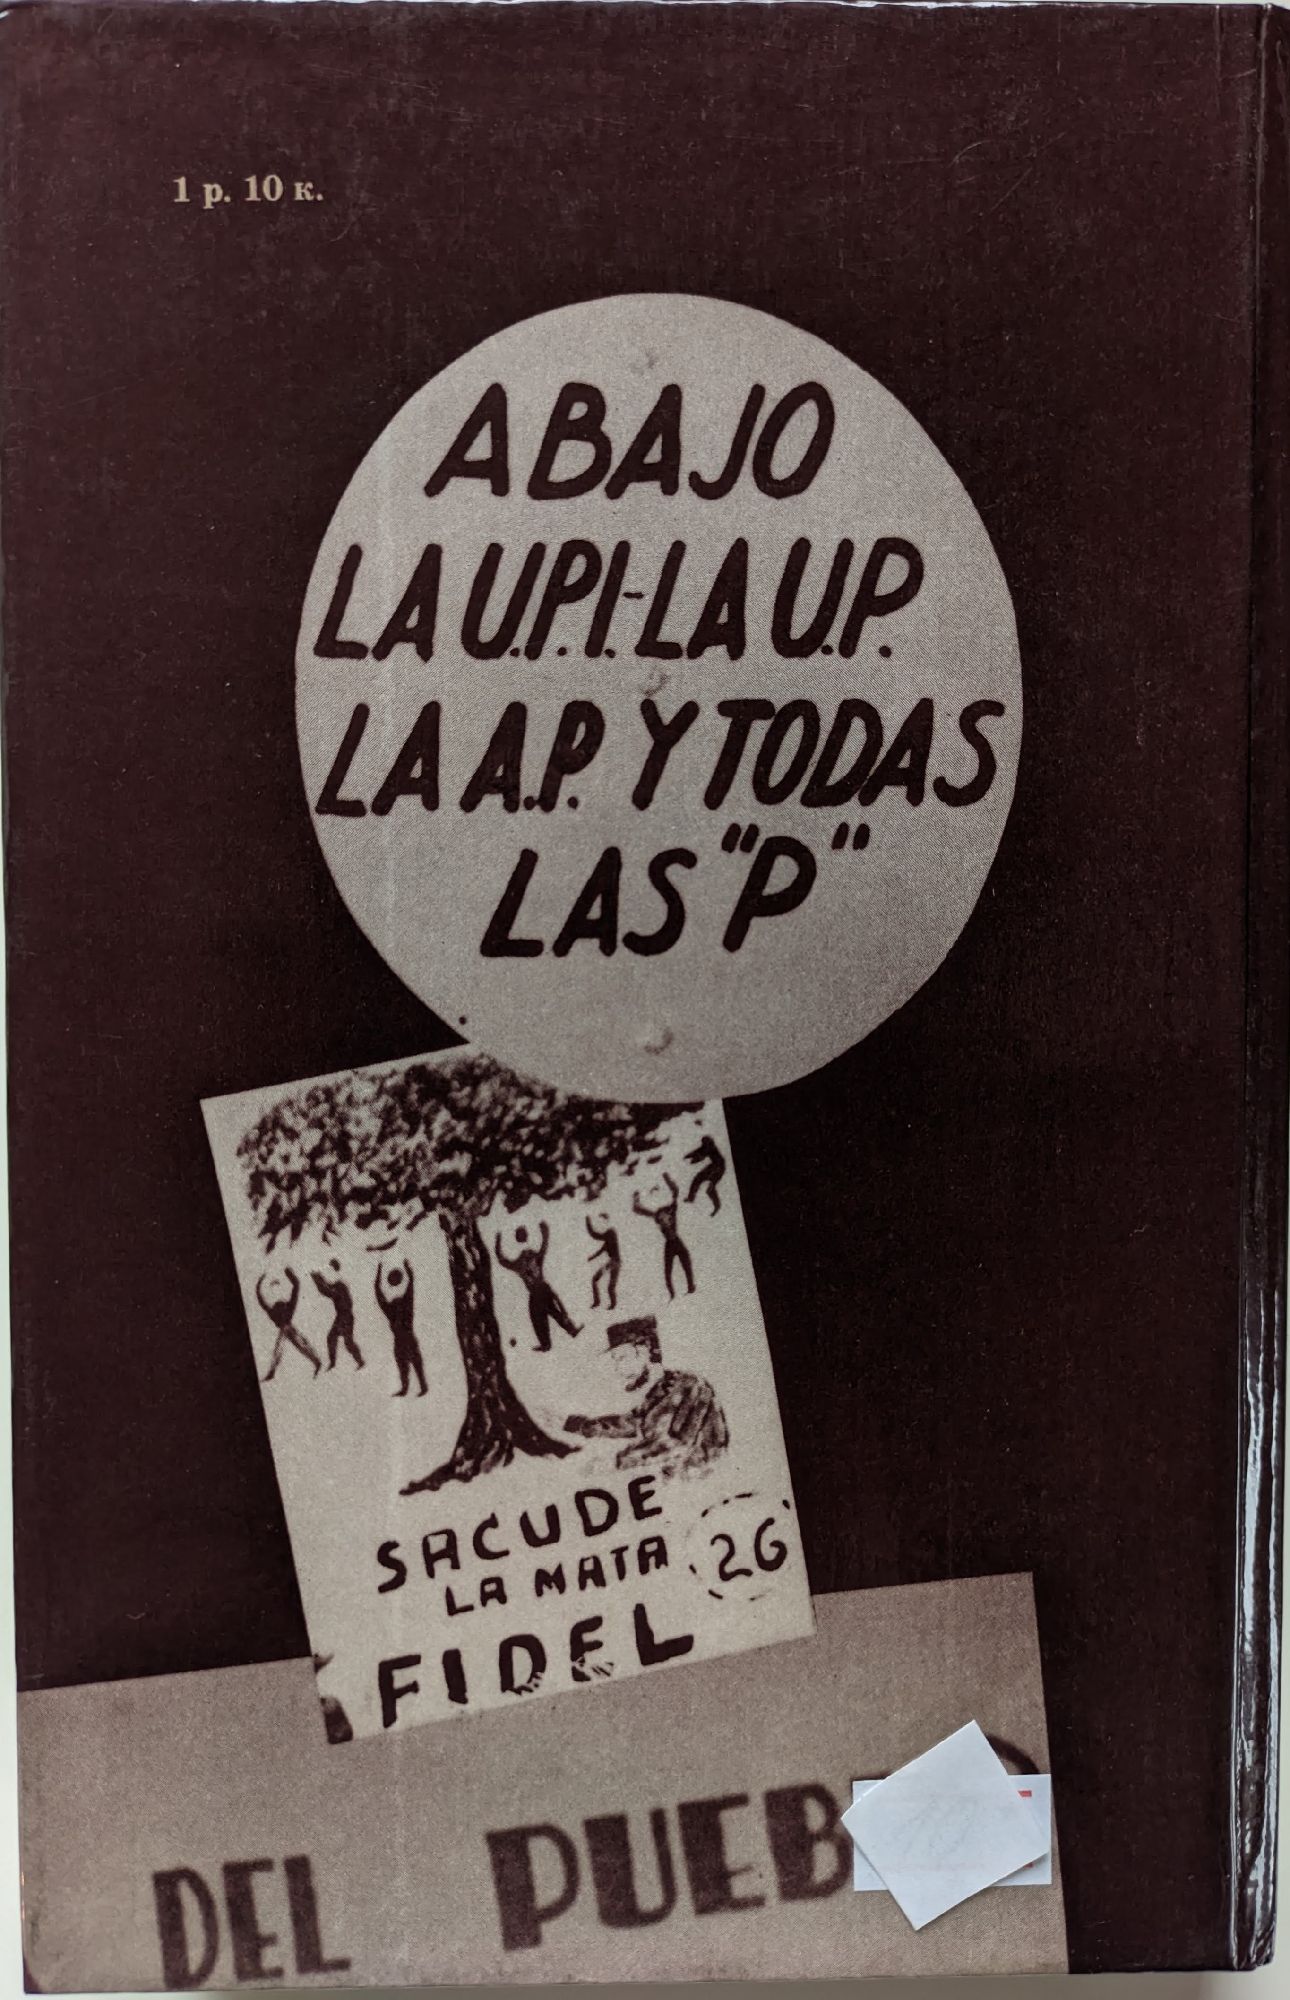 1 р. 10 к.
ABAJO
LA U.P.I.-LA U.P.
LA A.P. Y TODAS
LAS "P"
SACUDE
LA MATA
26
FIDEL
DEL PUEB